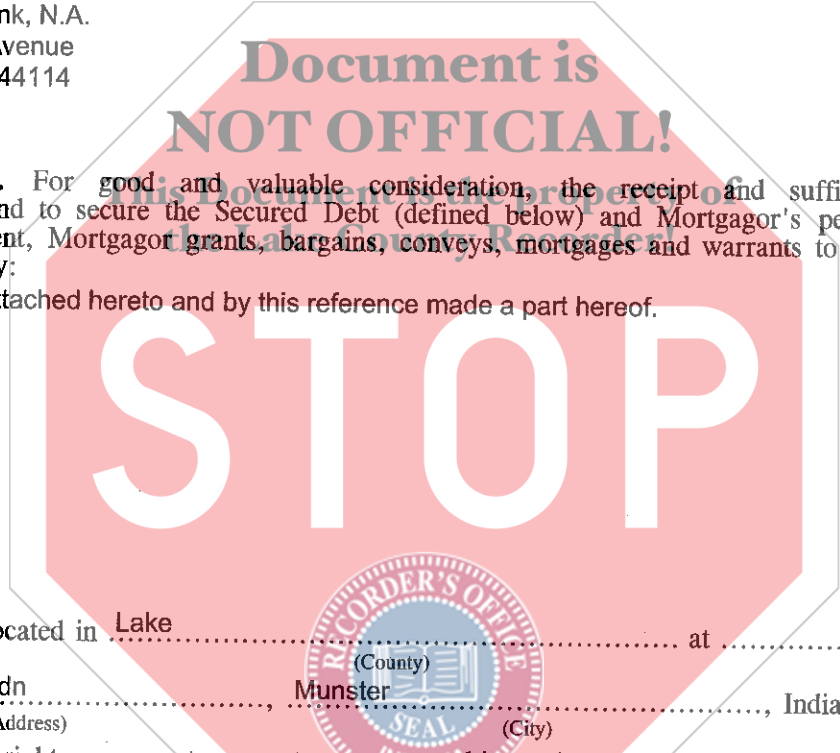 nk, N.A.
Avenue
44114
Document is
NOT OFFICIAL!
This Document is the property of
the Lake County Recorder!
. For good and valuable consideration, the receipt and suffi
nd to secure the Secured Debt (defined below) and Mortgagor's pe
ent, Mortgagor grants, bargains, conveys, mortgages and warrants to
y:
ttached hereto and by this reference made a part hereof.
STOP
ocated in Lake at
(County)
dn , Munster , India
Address) (City)
RECORDER'S OFFICE
SEAL